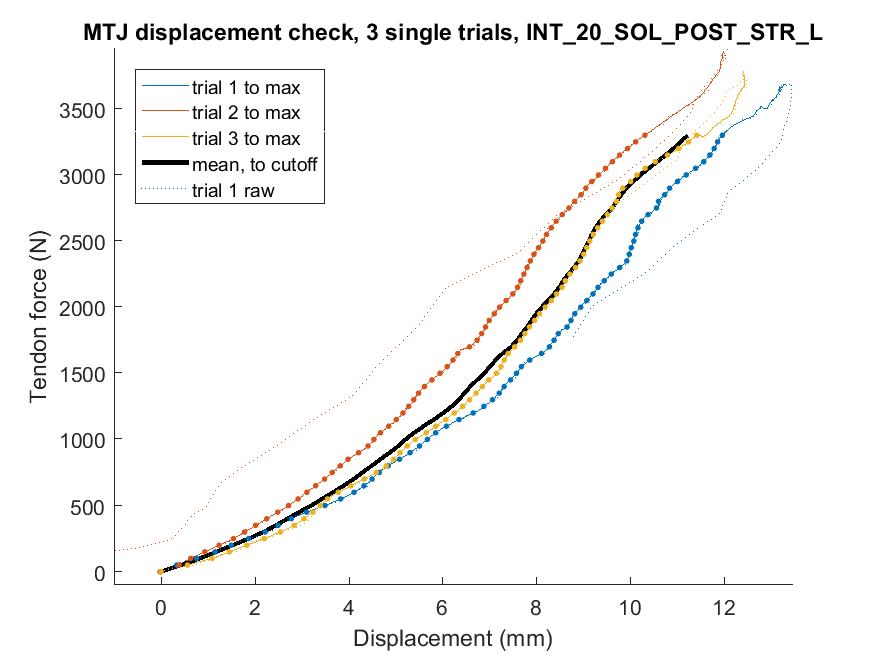 MTJ displacement check, 3 single trials, INT_20_SOL_POST_STR_L
trial 1 to max
trial 2 to max
trial 3 to max
mean, to cutoff
trial 1 raw
3500
3000
2500
2000
1500
1000
500
0
Tendon force (N)
0 2 4 6 8 10 12
Displacement (mm)